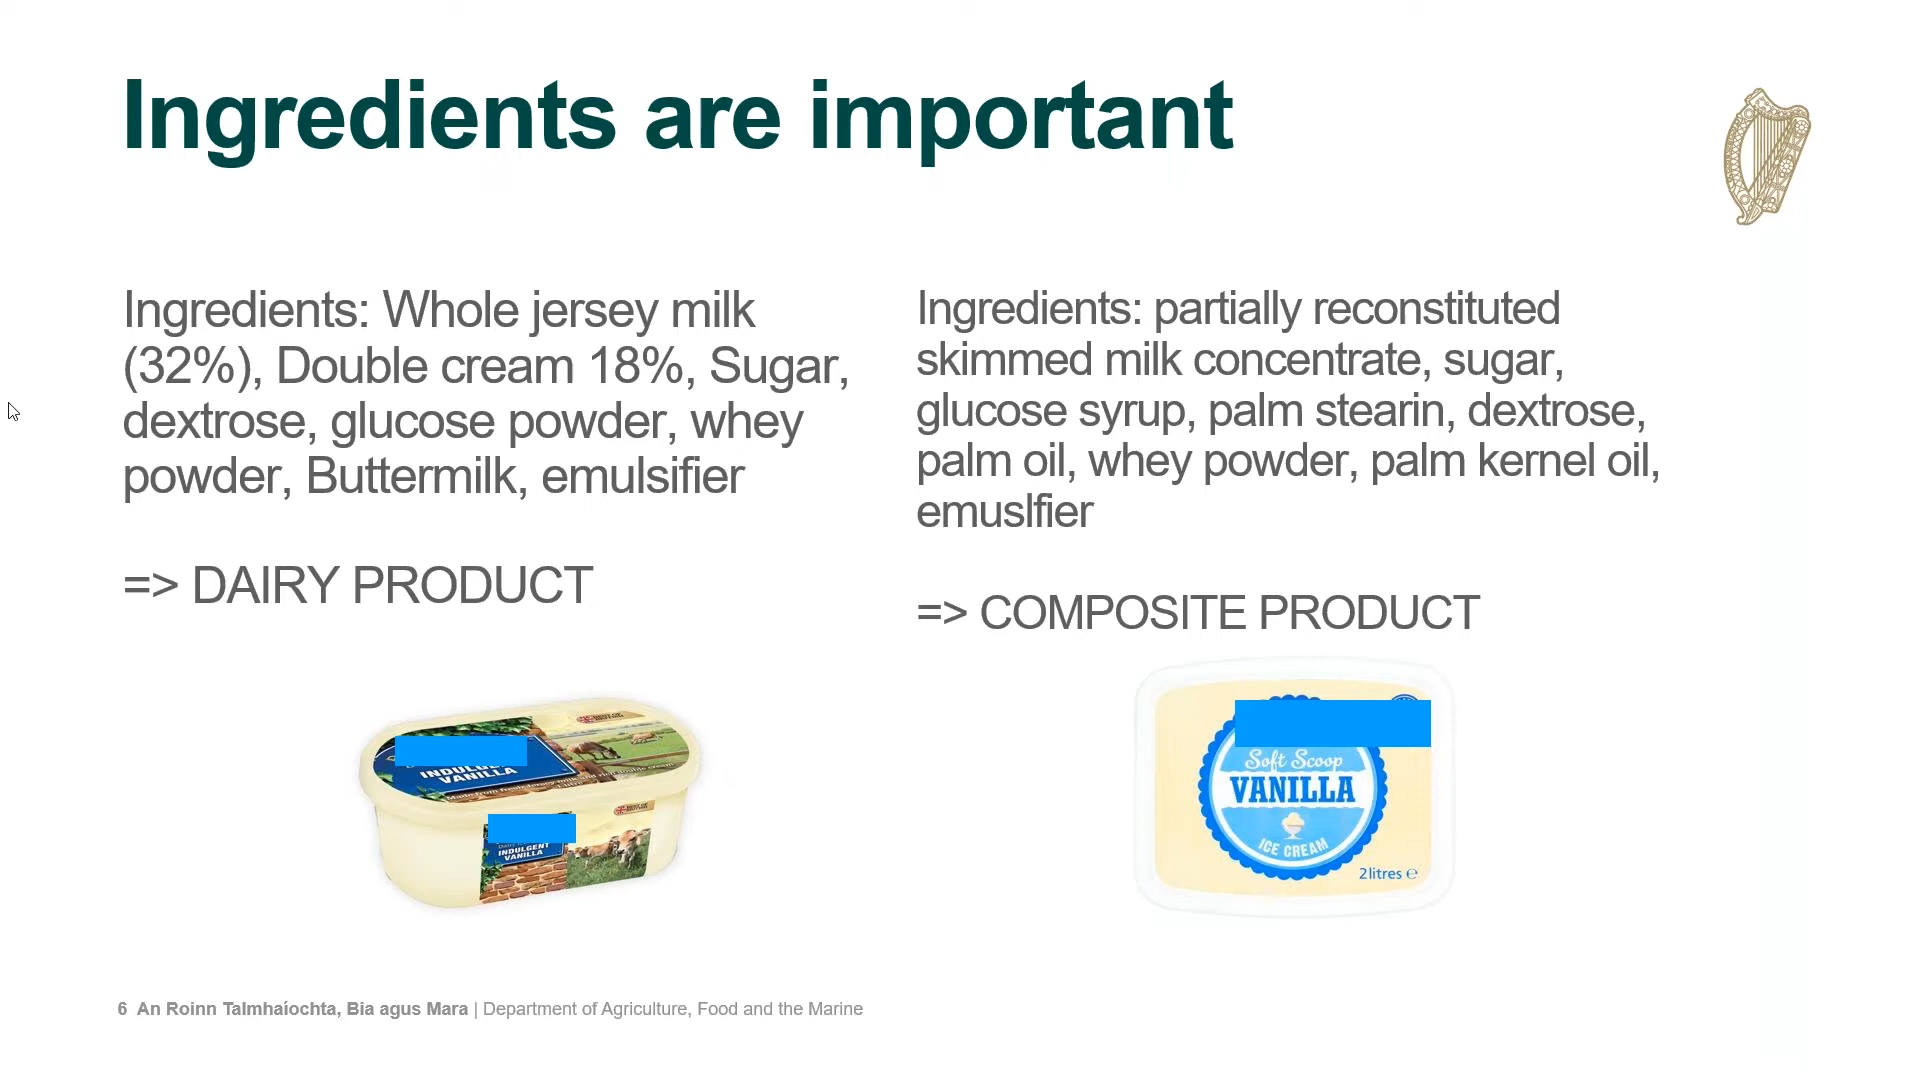 Ingredients are important
Ingredients: Whole jersey milk
(32%), Double cream 18%, Sugar,
dextrose, glucose powder, whey
powder, Buttermilk, emulsifier
=> DAIRY PRODUCT
Ingredients: partially reconstituted
skimmed milk concentrate, sugar,
glucose syrup, palm stearin, dextrose,
palm oil, whey powder, palm kernel oil,
emuslfier
=> COMPOSITE PRODUCT
VANILLA
INDULGENT
VANILLA
Soft Scoop
VANILLA
ICE CREAM
2litres ℮
6 An Roinn Talmhaíochta, Bia agus Mara | Department of Agriculture, Food and the Marine